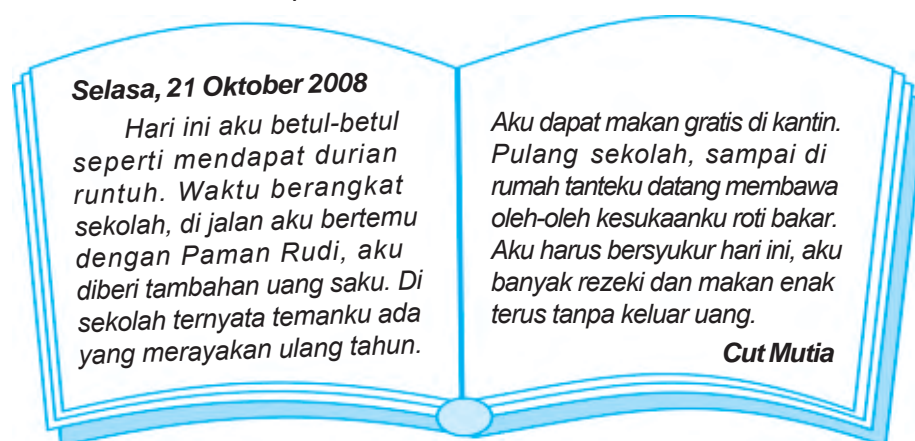 Selasa, 21 Oktober 2008
Hari ini aku betul-betul
seperti mendapat durian
runtuh. Waktu berangkat
sekolah, di jalan aku bertemu
dengan Paman Rudi, aku
diberi tambahan uang saku. Di
sekolah ternyata temanku ada
yang merayakan ulang tahun.
Aku dapat makan gratis di kantin.
Pulang sekolah, sampai di
rumah tanteku datang membawa
oleh-oleh kesukaanku roti bakar.
Aku harus bersyukur hari ini, aku
banyak rezeki dan makan enak
terus tanpa keluar uang.
Cut Mutia